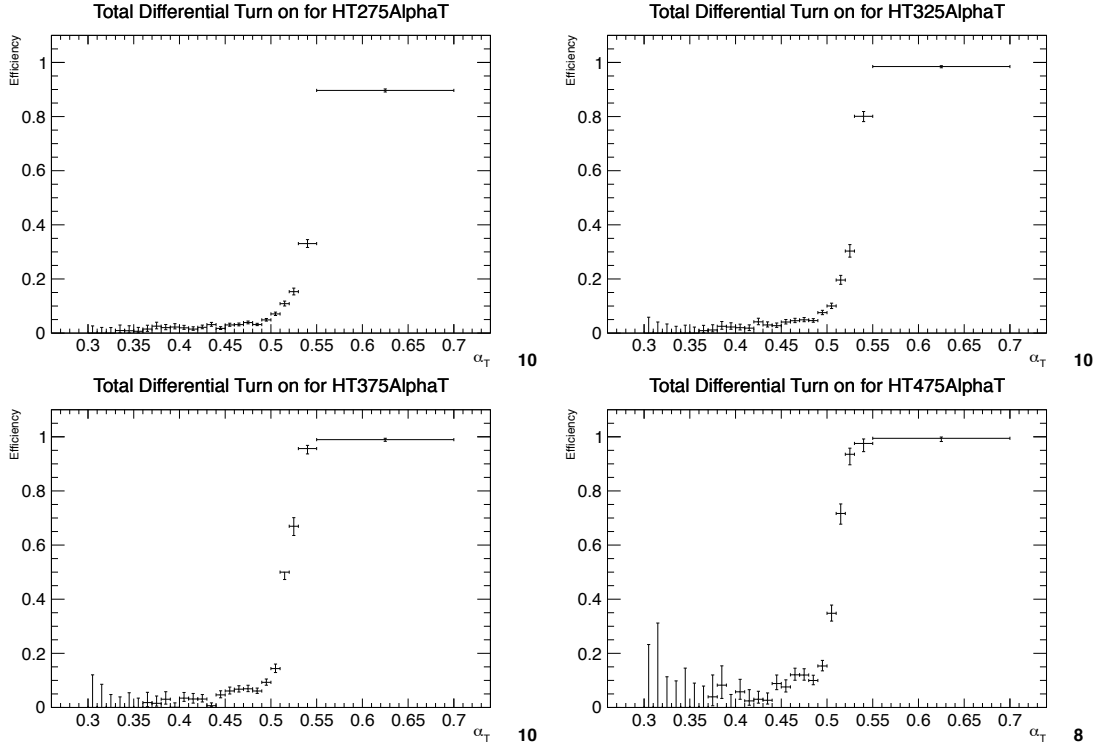 Total Differential Turn on for HT275AlphaT
Efficiency
1
0.8
0.6
0.4
0.2
0
0.3 0.35 0.4 0.45 0.5 0.55 0.6 0.65 0.7
α_T
10
Total Differential Turn on for HT325AlphaT
Efficiency
1
0.8
0.6
0.4
0.2
0
0.3 0.35 0.4 0.45 0.5 0.55 0.6 0.65 0.7
α_T
10
Total Differential Turn on for HT375AlphaT
Efficiency
1
0.8
0.6
0.4
0.2
0
0.3 0.35 0.4 0.45 0.5 0.55 0.6 0.65 0.7
α_T
10
Total Differential Turn on for HT475AlphaT
Efficiency
1
0.8
0.6
0.4
0.2
0
0.3 0.35 0.4 0.45 0.5 0.55 0.6 0.65 0.7
α_T
8